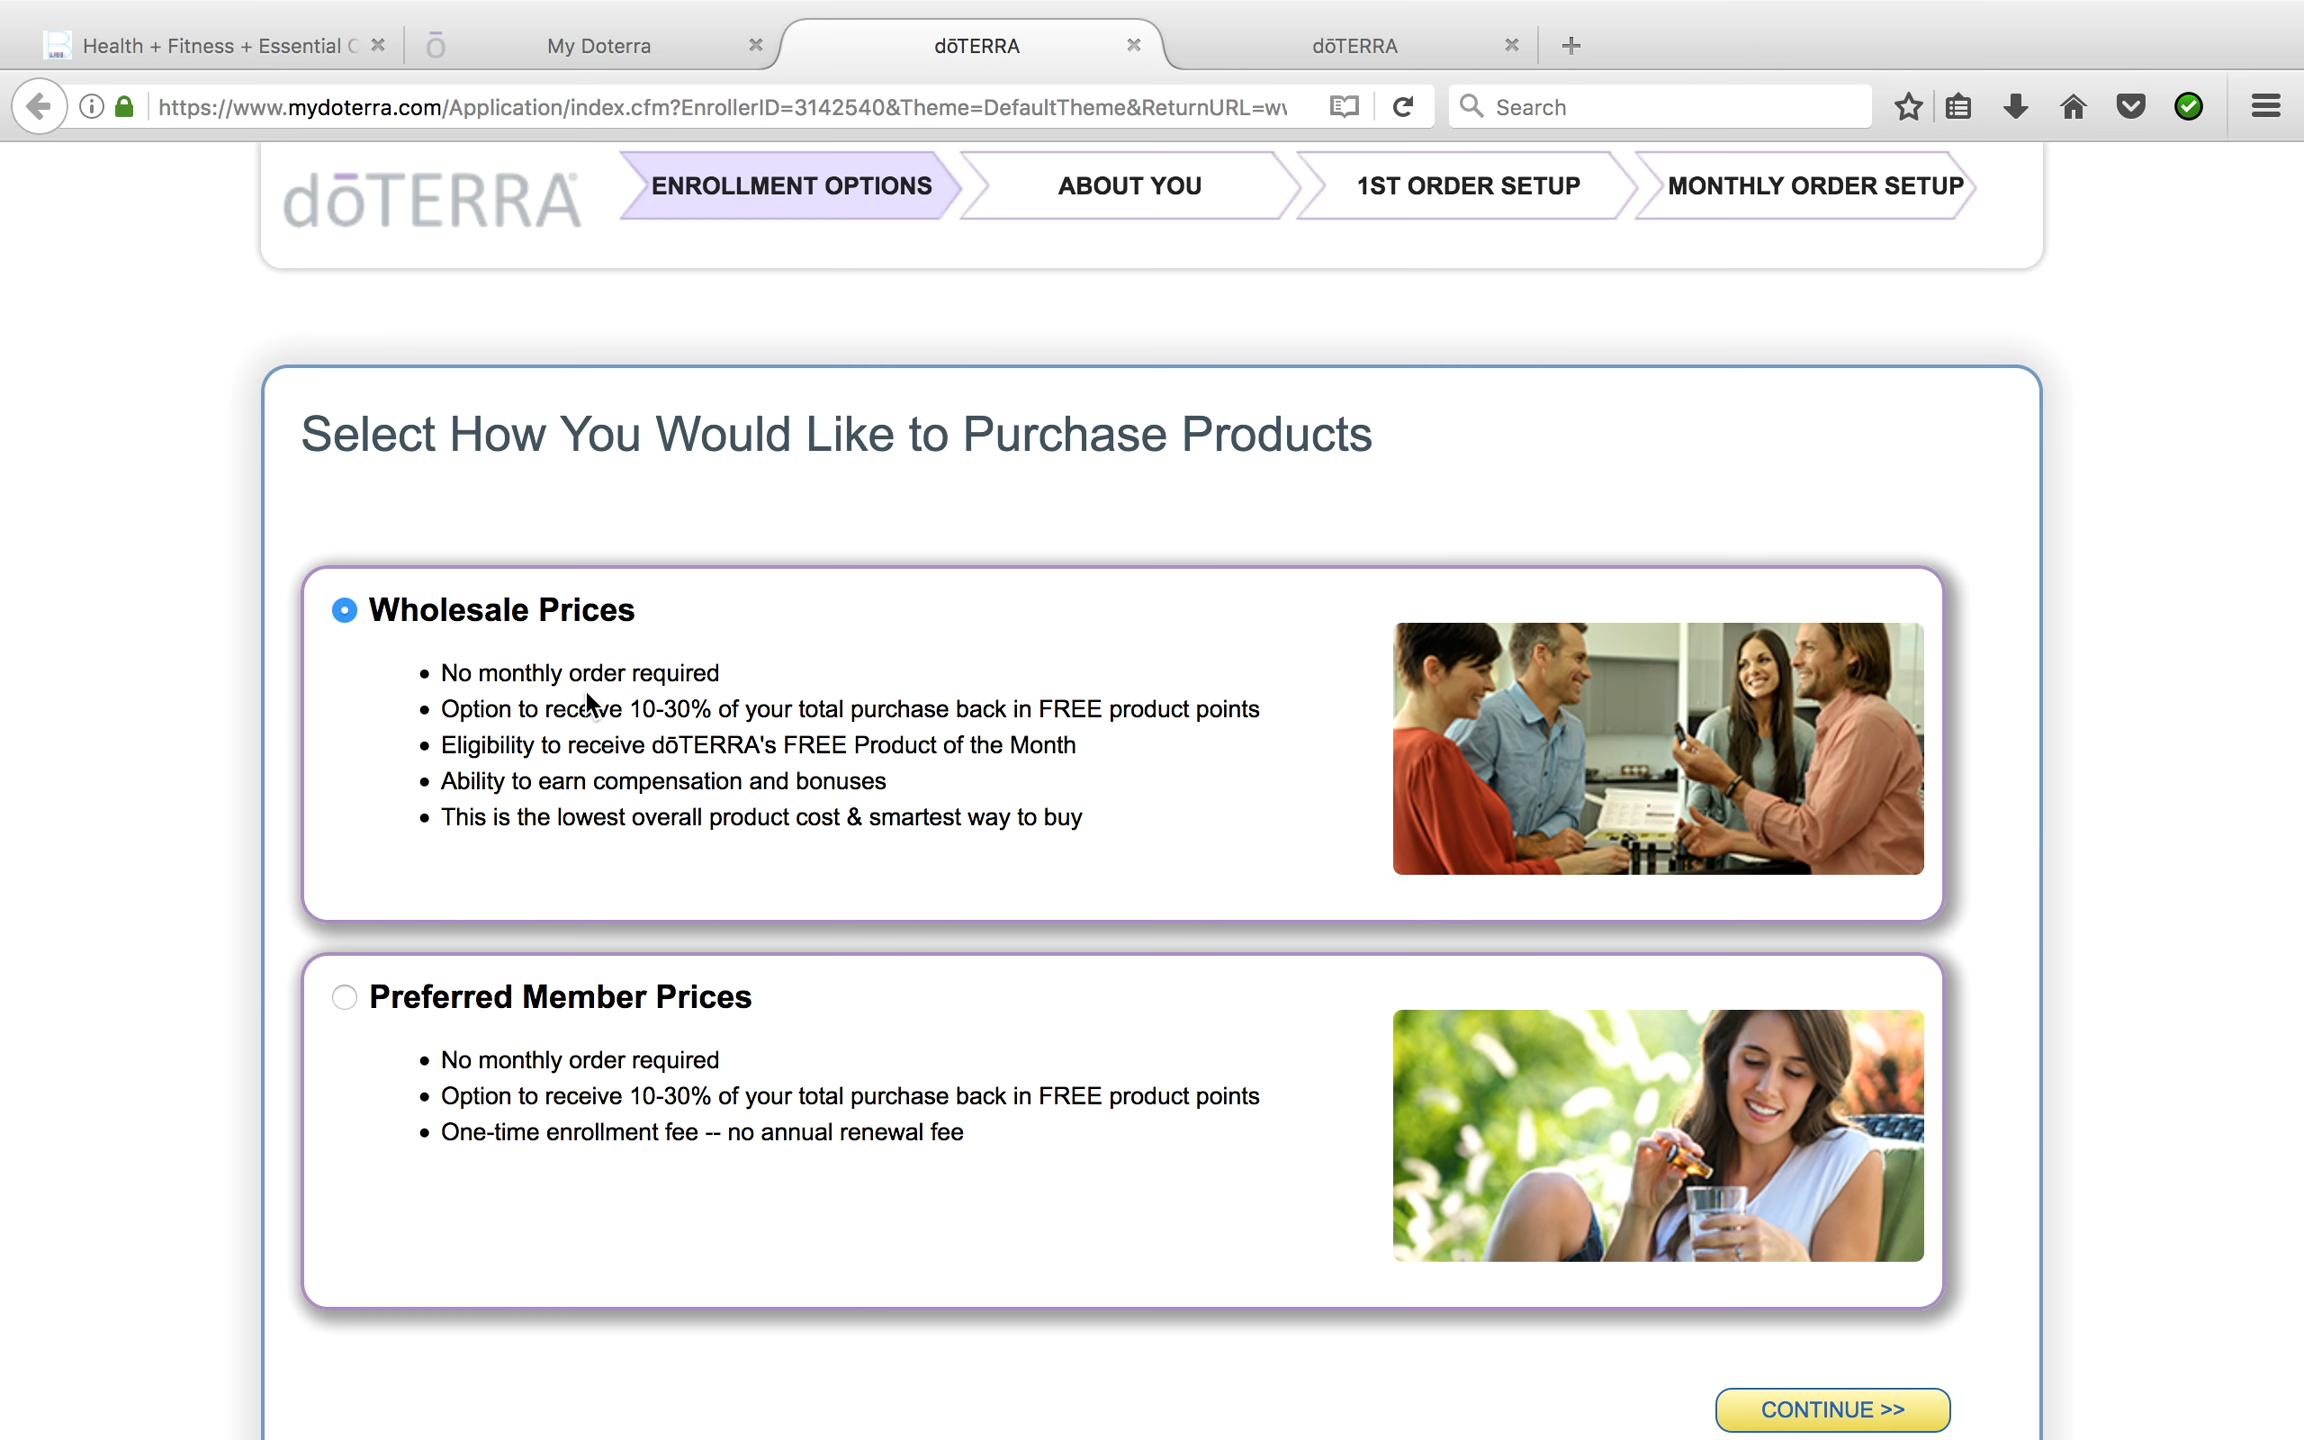 Health + Fitness + Essential
My Doterra
dōTERRA
dōTERRA
https://www.mydoterra.com/Application/index.cfm?EnrollerID=3142540&Theme=DefaultTheme&ReturnURL=w
Search
dōTERRA
ENROLLMENT OPTIONS
ABOUT YOU
1ST ORDER SETUP
MONTHLY ORDER SETUP
Select How You Would Like to Purchase Products
Wholesale Prices
• No monthly order required
• Option to receive 10-30% of your total purchase back in FREE product points
• Eligibility to receive dōTERRA's FREE Product of the Month
• Ability to earn compensation and bonuses
• This is the lowest overall product cost & smartest way to buy
Preferred Member Prices
• No monthly order required
• Option to receive 10-30% of your total purchase back in FREE product points
• One-time enrollment fee -- no annual renewal fee
CONTINUE >>